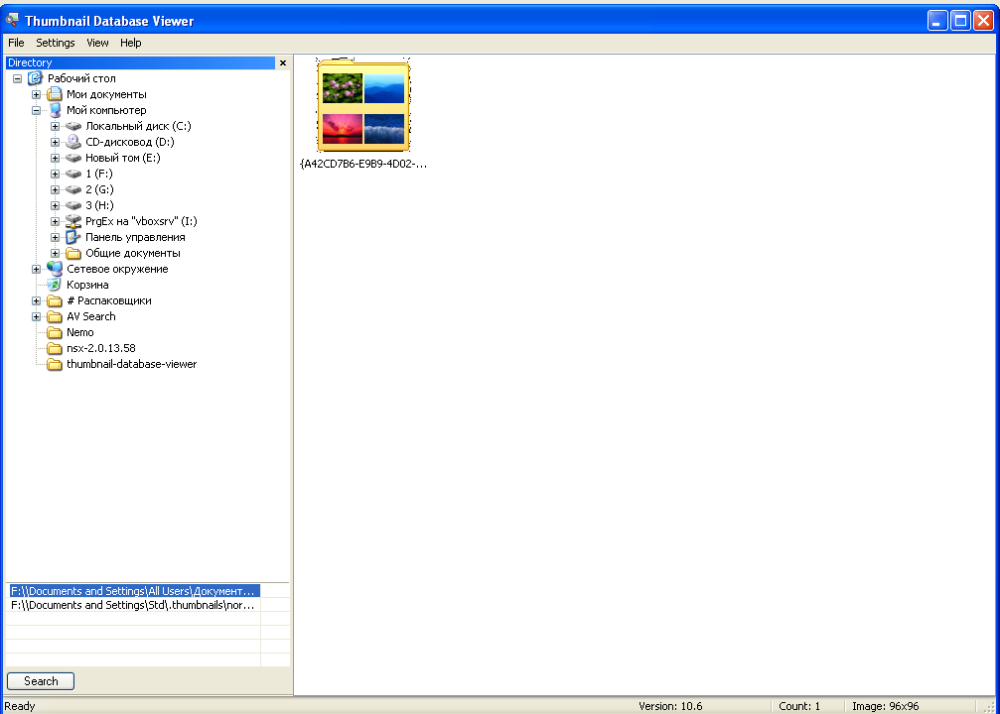 Thumbnail Database Viewer
File Settings View Help
Directory
Рабочий стол
Мои документы
Мой компьютер
Локальный диск (C:)
CD-дисковод (D:)
Новый том (E:)
1 (F:)
2 (G:)
3 (H:)
PrgEx на "vboxsrv" (I:)
Панель управления
Общие документы
Сетевое окружение
Корзина
# Распаковщики
AV Search
Nemo
nsx-2.0.13.58
thumbnail-database-viewer
{A42CD7B6-E9B9-4D02-...
F:\\Documents and Settings\All Users\Документ...
F:\\Documents and Settings\Std\.thumbnails\nor...
Search
Ready Version: 10.6 Count: 1 Image: 96x96